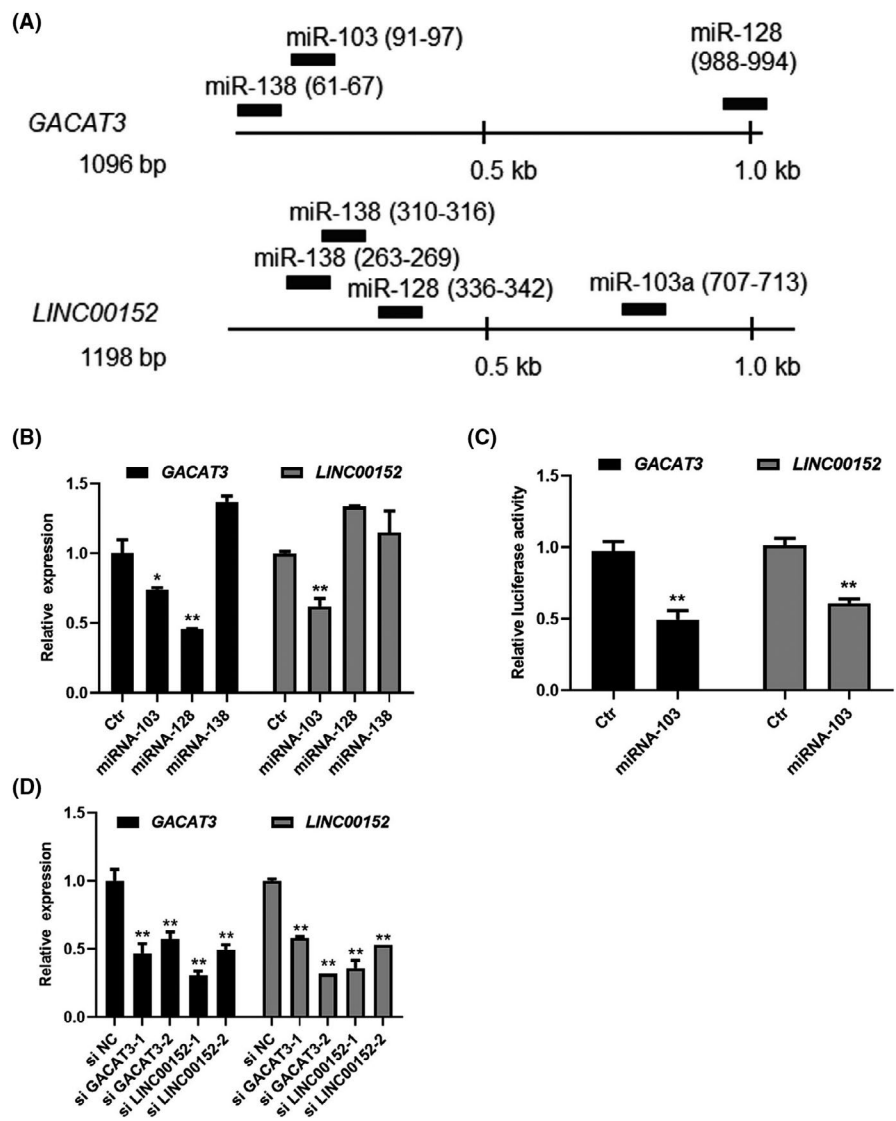 (A)
miR-103 (91-97)
miR-128
(988-994)
miR-138 (61-67)
GACAT3
1096 bp
0.5 kb
1.0 kb
miR-138 (310-316)
miR-138 (263-269)
miR-128 (336-342)
miR-103a (707-713)
LINC00152
1198 bp
0.5 kb
1.0 kb
(B)
GACAT3
LINC00152
Relative expression
1.5
1.0
0.5
0.0
*
**
**
Ctr
miRNA-103
miRNA-128
miRNA-138
Ctr
miRNA-103
miRNA-128
miRNA-138
(C)
GACAT3
LINC00152
Relative luciferase activity
1.5
1.0
0.5
0.0
**
**
Ctr
miRNA-103
Ctr
miRNA-103
(D)
GACAT3
LINC00152
Relative expression
1.5
1.0
0.5
0.0
**
**
**
**
**
**
**
**
si NC
si GACAT3-1
si GACAT3-2
si LINC00152-1
si LINC00152-2
si NC
si GACAT3-1
si GACAT3-2
si LINC00152-1
si LINC00152-2